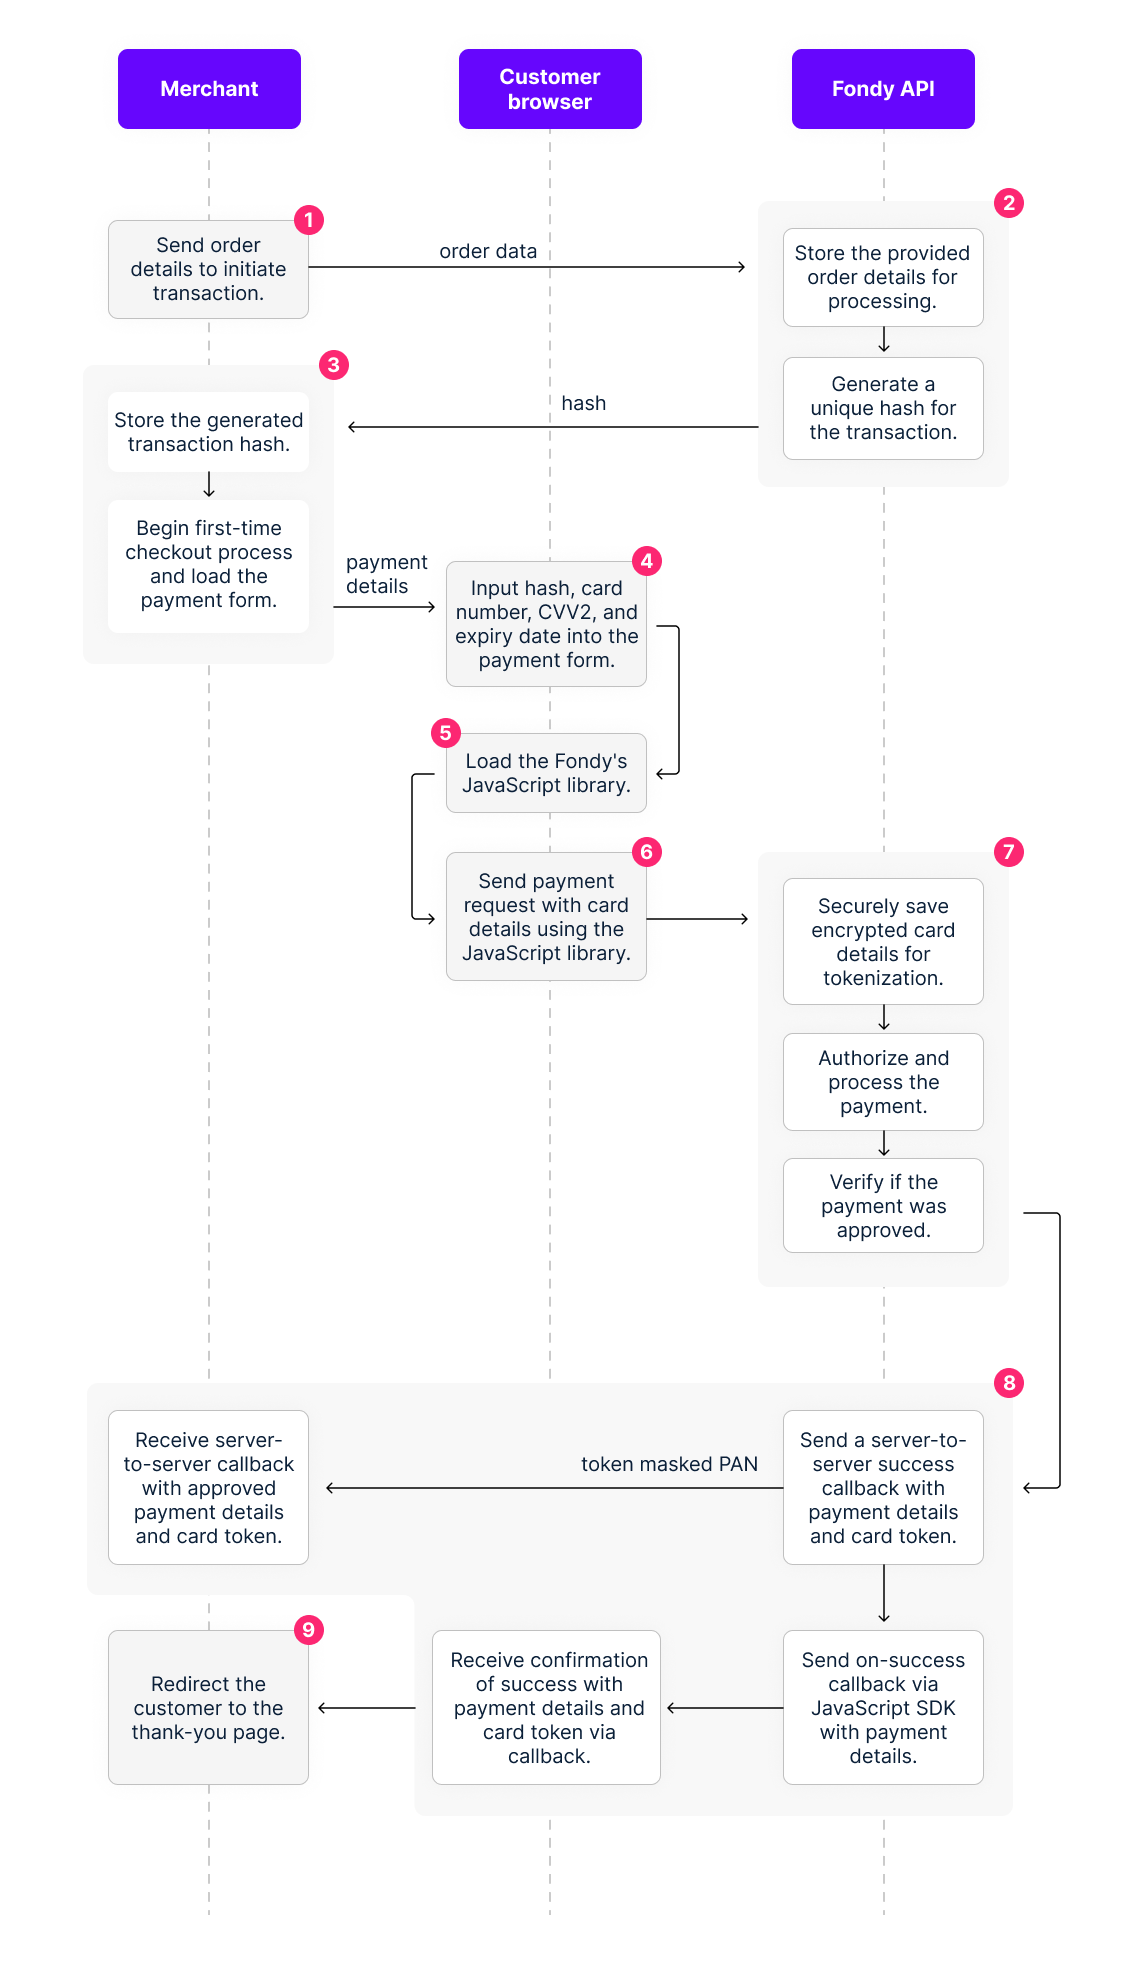 Merchant
Customer
browser
Fondy API
1
Send order
details to initiate
transaction.
order data
2
Store the provided
order details for
processing.
Generate a
unique hash for
the transaction.
hash
3
Store the generated
transaction hash.
Begin first-time
checkout process
and load the
payment form.
payment
details
4
Input hash, card
number, CVV2, and
expiry date into the
payment form.
5
Load the Fondy's
JavaScript library.
6
Send payment
request with card
details using the
JavaScript library.
7
Securely save
encrypted card
details for
tokenization.
Authorize and
process the
payment.
Verify if the
payment was
approved.
8
Send a server-to-
server success
callback with
payment details
and card token.
token masked PAN
Receive server-
to-server callback
with approved
payment details
and card token.
Send on-success
callback via
JavaScript SDK
with payment
details.
Receive confirmation
of success with
payment details and
card token via
callback.
9
Redirect the
customer to the
thank-you page.